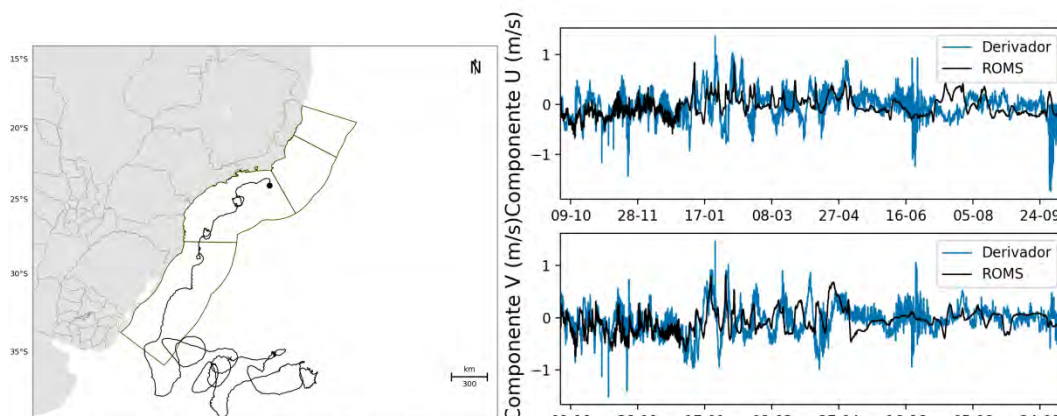 15°S
20°S
25°S
30°S
35°S
N
km
300
Componente U (m/s)
1
0
-1
Derivador
ROMS
09-10
28-11
17-01
08-03
27-04
16-06
05-08
24-09
Componente V (m/s)
1
0
-1
Derivador
ROMS